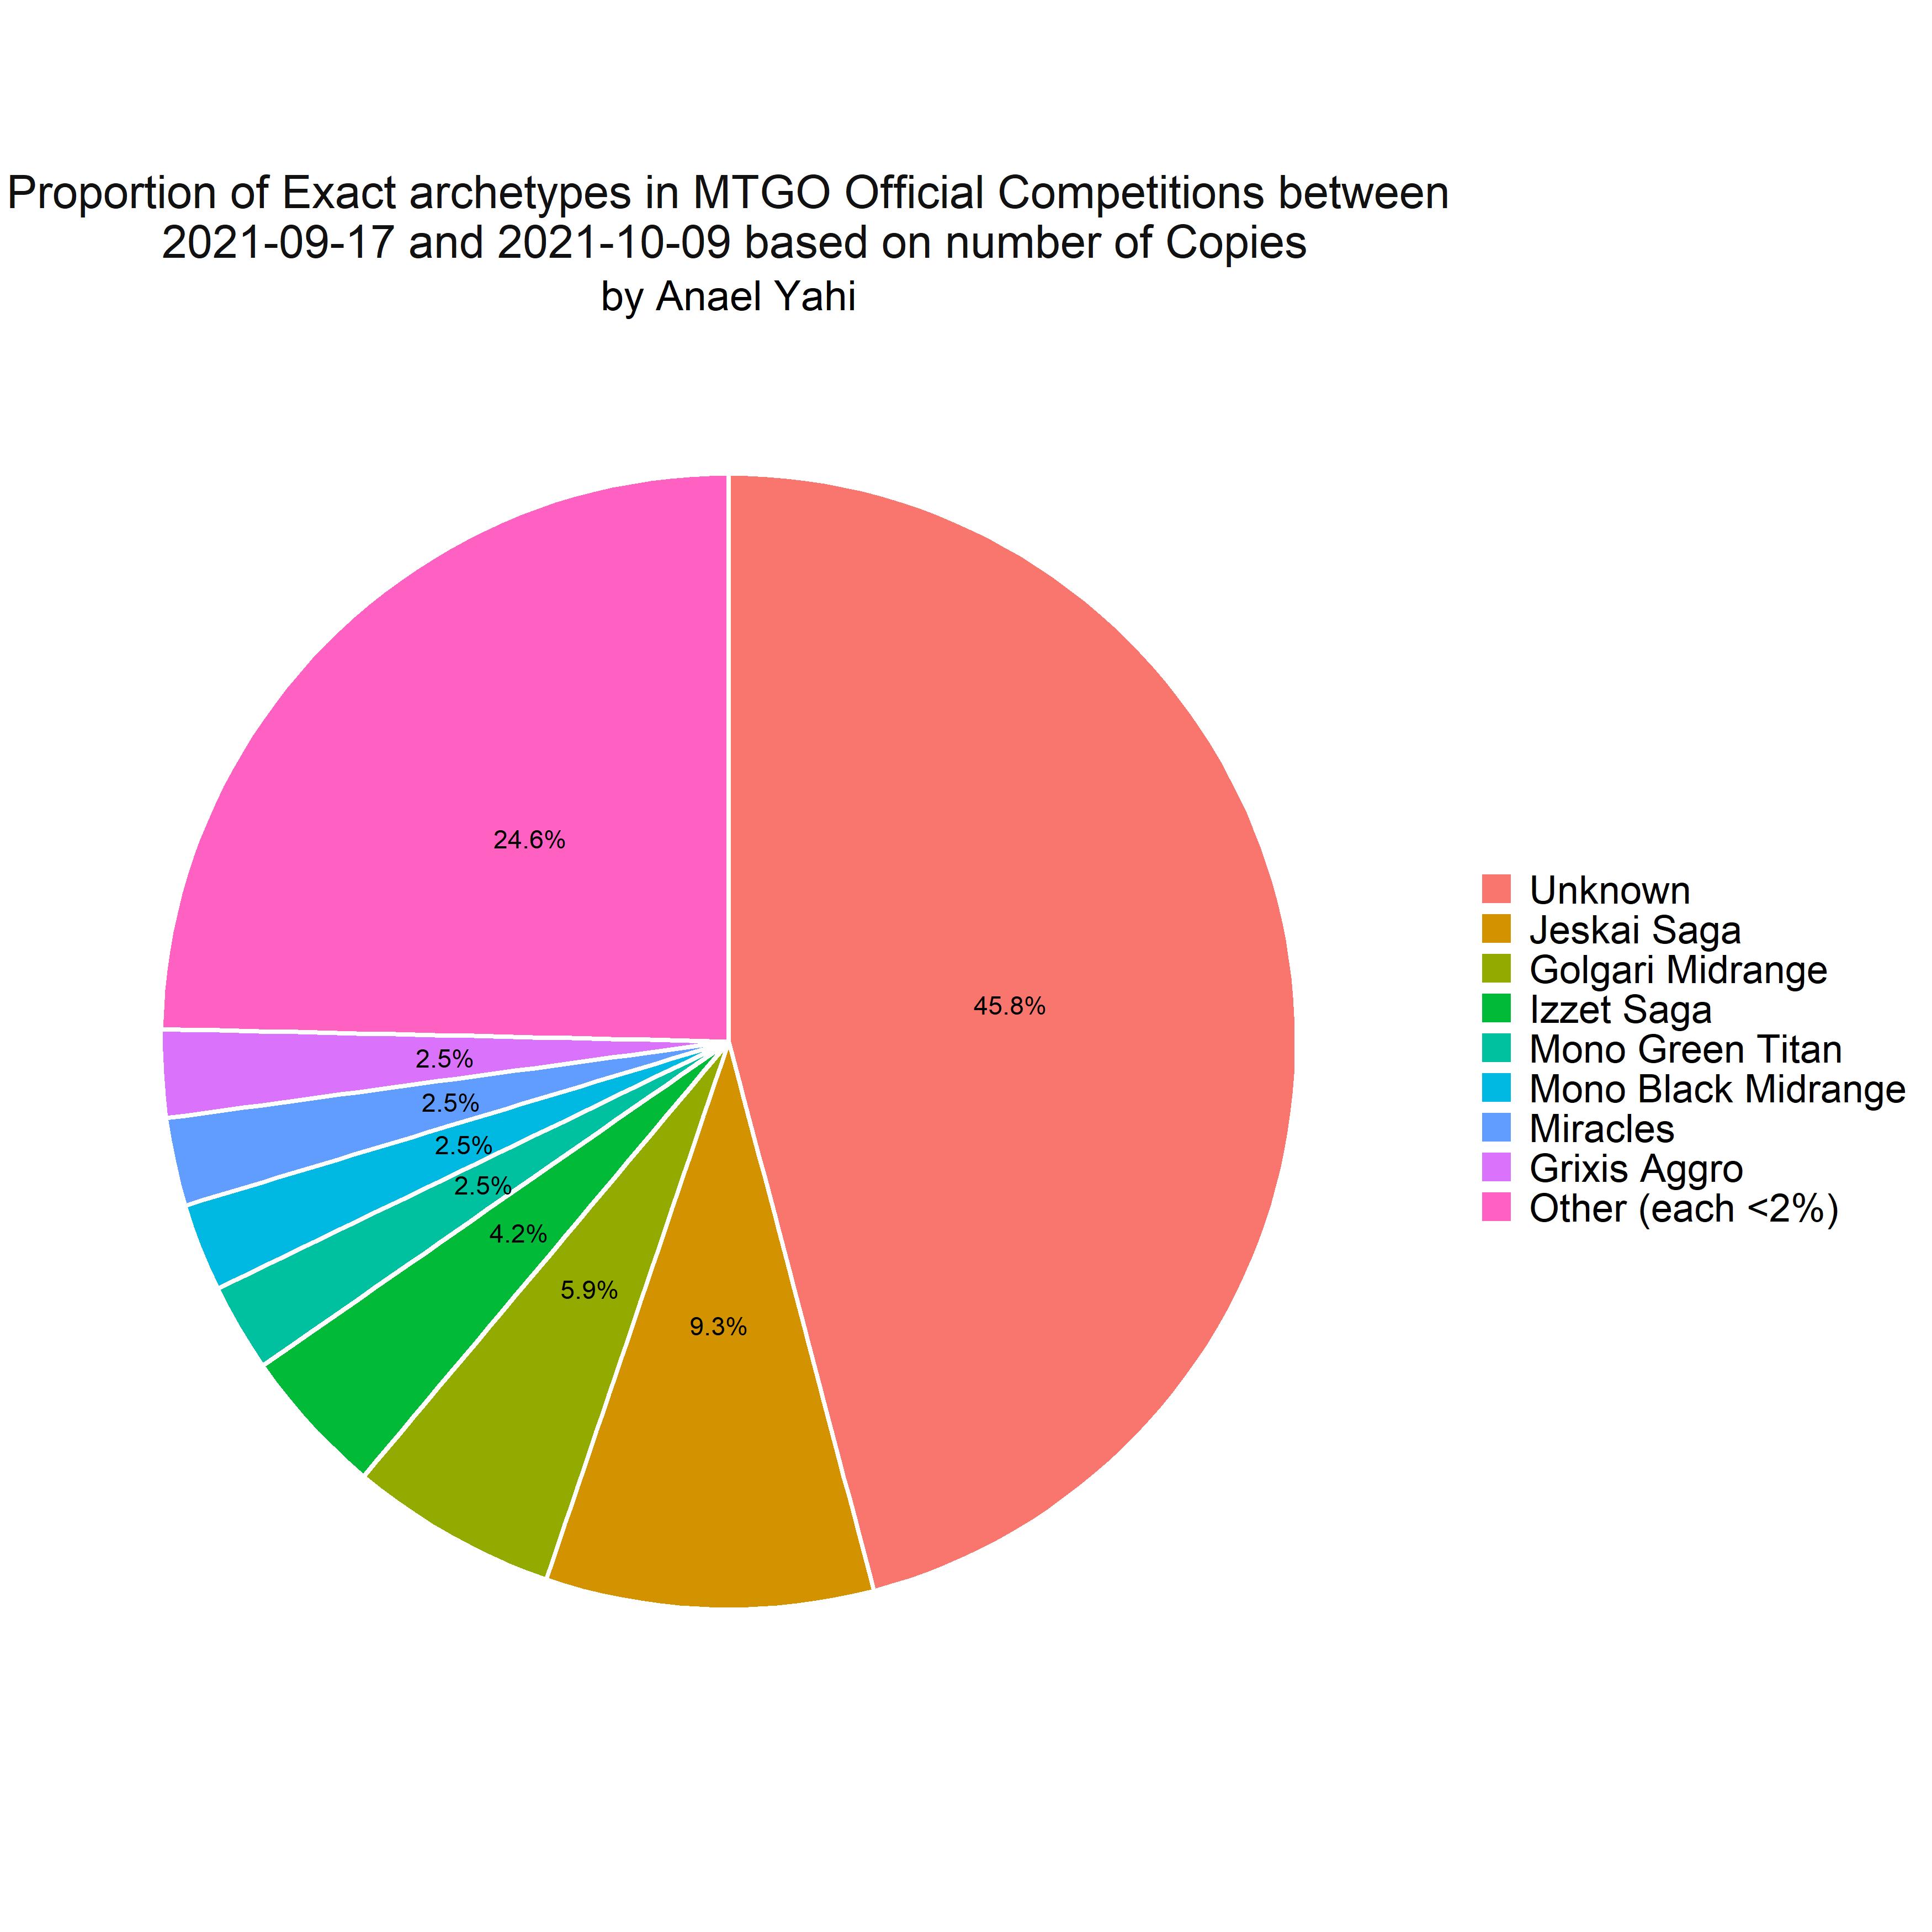 Proportion of Exact archetypes in MTGO Official Competitions between
2021-09-17 and 2021-10-09 based on number of Copies
by Anael Yahi
24.6%
45.8%
2.5%
2.5%
2.5%
2.5%
4.2%
5.9%
9.3%
Unknown
Jeskai Saga
Golgari Midrange
Izzet Saga
Mono Green Titan
Mono Black Midrange
Miracles
Grixis Aggro
Other (each <2%)